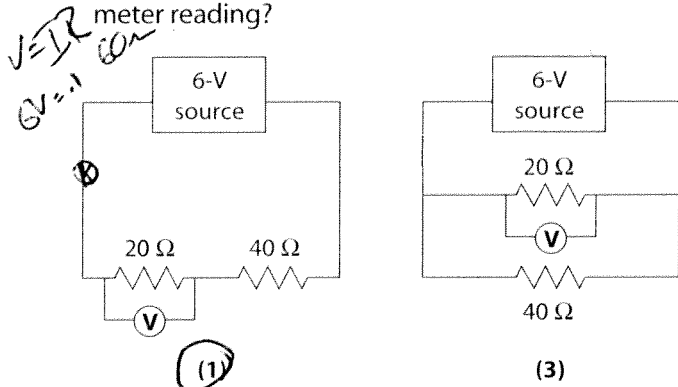 meter reading?
V=IR 60Ω
6V=.1
6-V
source
20 Ω
40 Ω
V
(1)
6-V
source
20 Ω
V
40 Ω
(3)